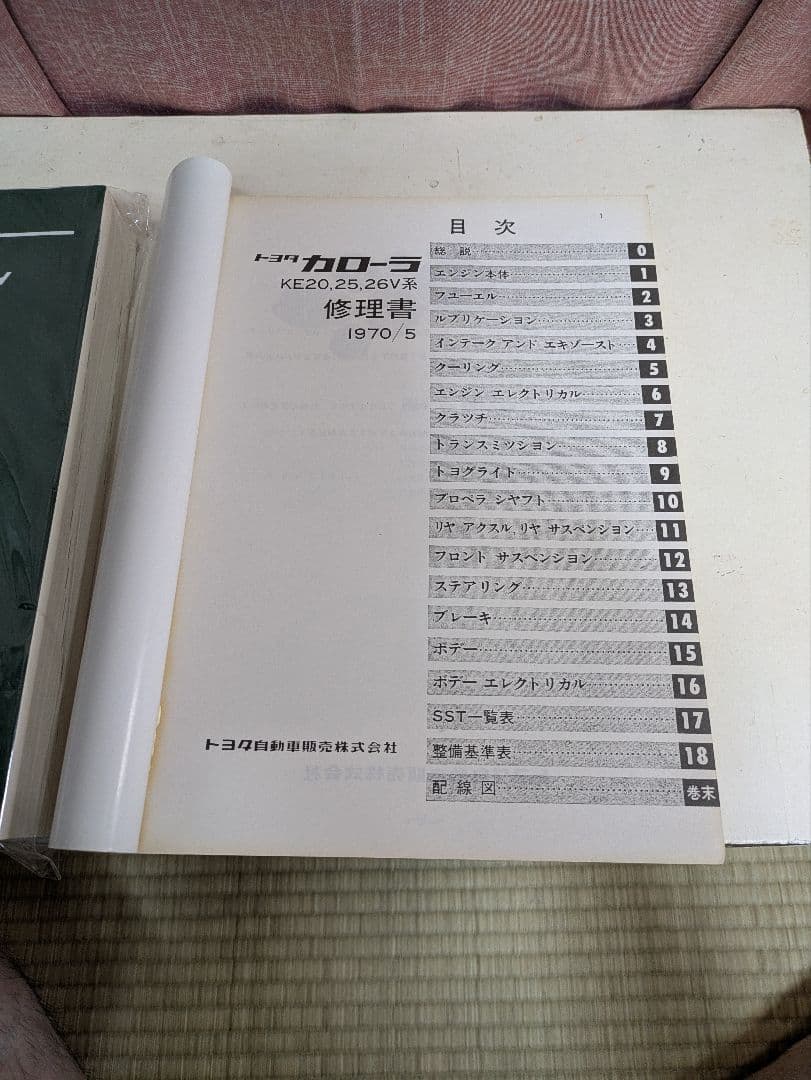 1
トヨタ カローラ
KE20,25,26V系
修理書
1970/5
トヨタ自動車販売株式会社
目次
総説 0
エンジン本体 1
フユーエル 2
ルブリケーション 3
インテーク アンド エキゾースト 4
クーリング 5
エンジン エレクトリカル 6
クラツチ 7
トランスミツション 8
トヨグライト 9
プロペラ シヤフト 10
リヤ アクスル,リヤ サスペンション 11
フロント サスペンション 12
ステアリング 13
ブレーキ 14
ボデー 15
ボデー エレクトリカル 16
SST一覧表 17
整備基準表 18
配線図 巻末